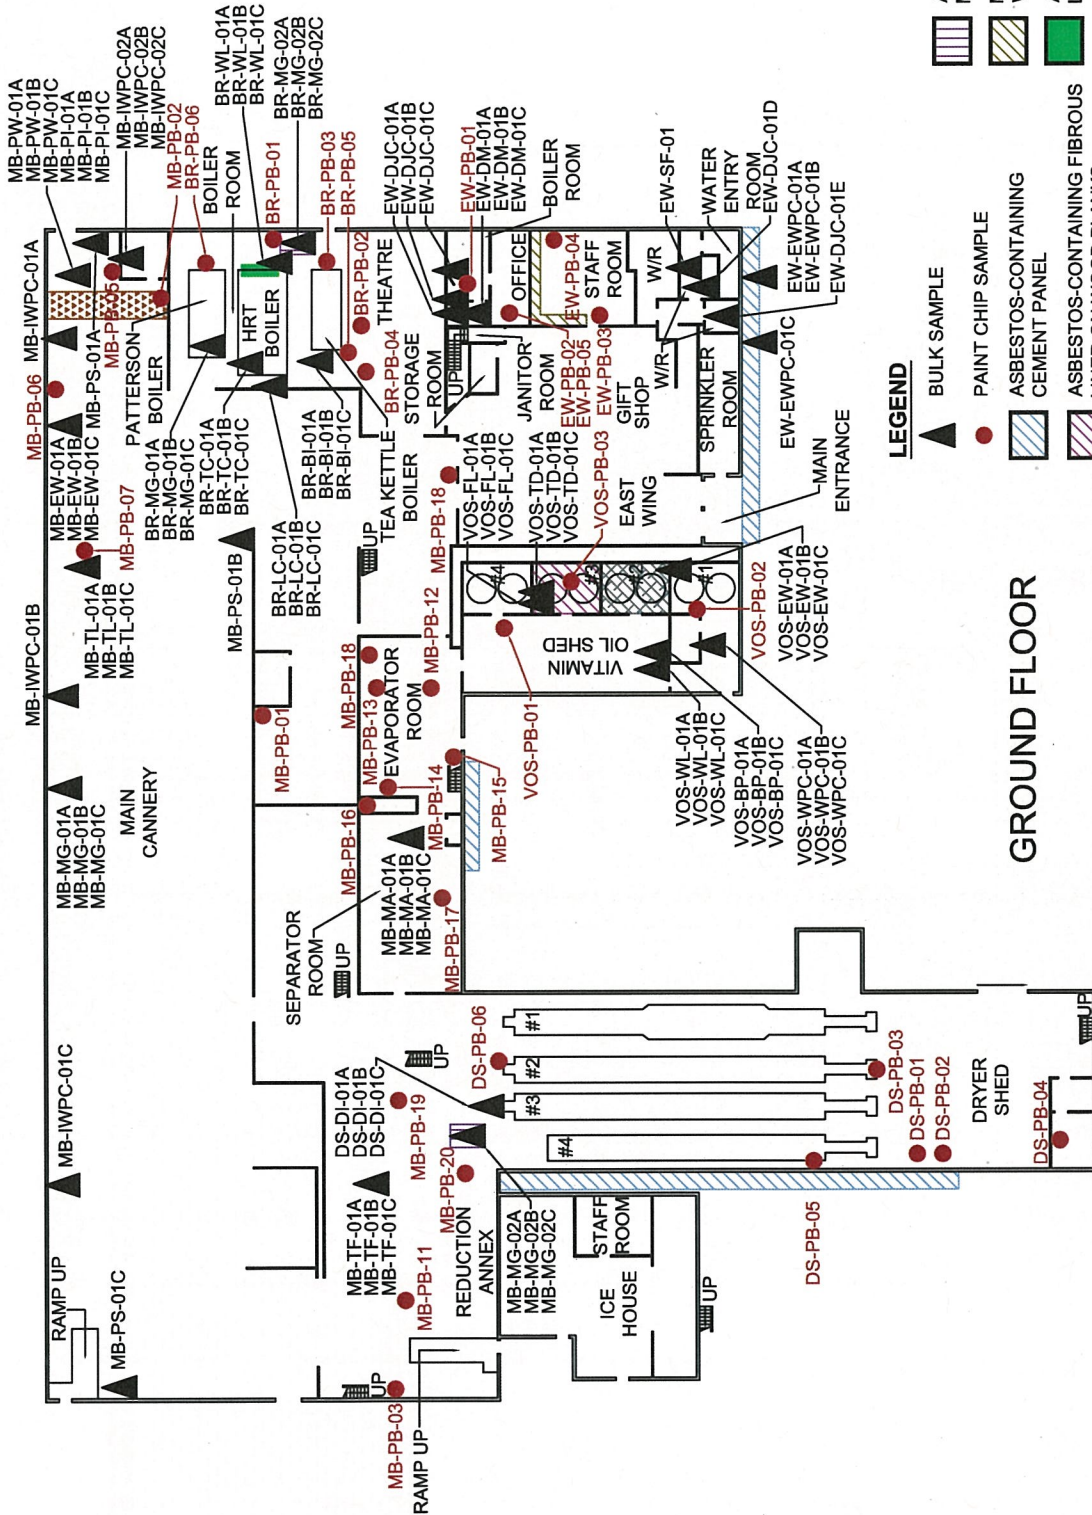 RAMP UP
MB-PS-01C
MB-IWPC-01C
MB-MG-01A
MB-MG-01B
MB-MG-01C
MAIN
CANNERY
MB-IWPC-01B
MB-TL-01A
MB-TL-01B
MB-TL-01C
MB-PB-07
MB-EW-01A
MB-EW-01B
MB-EW-01C
MB-PB-06
MB-IWPC-01A
MB-PS-01A
MB-PB-05
MB-PW-01A
MB-PW-01B
MB-PW-01C
MB-PI-01A
MB-PI-01B
MB-PI-01C
MB-IWPC-02A
MB-IWPC-02B
MB-IWPC-02C
MB-PB-02
BR-PB-06
BOILER
ROOM
BR-WL-01A
BR-WL-01B
BR-WL-01C
BR-PB-01
BR-MG-02A
BR-MG-02B
BR-MG-02C
BR-PB-03
BR-PB-05
PATTERSON
BOILER
BR-MG-01A
BR-MG-01B
BR-MG-01C
BR-TC-01A
BR-TC-01B
BR-TC-01C
HRT
BOILER
BR-LC-01A
BR-LC-01B
BR-LC-01C
BR-BI-01A
BR-BI-01B
BR-BI-01C
BR-PB-02
BR-PB-04
TEA KETTLE
BOILER
THEATRE
STORAGE
ROOM
MB-PS-01B
MB-PB-01
UP
MB-PB-18
MB-PB-12
MB-PB-18
MB-PB-13
EVAPORATOR
ROOM
MB-PB-14
MB-PB-15
MB-PB-16
SEPARATOR
ROOM
UP
MB-MA-01A
MB-MA-01B
MB-MA-01C
MB-PB-17
UP
DS-DI-01A
DS-DI-01B
DS-DI-01C
MB-PB-19
MB-TF-01A
MB-TF-01B
MB-TF-01C
MB-PB-20
MB-PB-11
REDUCTION
ANNEX
UP
MB-PB-03
RAMP UP
MB-MG-02A
MB-MG-02B
MB-MG-02C
STAFF
ROOM
ICE
HOUSE
UP
DS-PB-06
#1
#2
#3
#4
DS-PB-05
DS-PB-03
DS-PB-01
DS-PB-02
DRYER
SHED
DS-PB-04
UP
EW-DJC-01A
EW-DJC-01B
EW-DJC-01C
EW-PB-01
EW-DM-01A
EW-DM-01B
EW-DM-01C
BOILER
ROOM
OFFICE
EW-PB-04
STAFF
ROOM
UP
JANITOR
ROOM
EW-PB-02
EW-PB-05
EW-PB-03
GIFT
SHOP
W/R
W/R
EW-SF-01
WATER
ENTRY
ROOM
EW-DJC-01D
EW-EWPC-01A
EW-EWPC-01B
EW-DJC-01E
SPRINKLER
ROOM
EW-EWPC-01C
MAIN
ENTRANCE
EAST
WING
VOS-FL-01A
VOS-FL-01B
VOS-FL-01C
VOS-TD-01A
VOS-TD-01B
VOS-TD-01C
VOS-PB-03
#4
#3
#2
#1
VITAMIN
OIL SHED
VOS-PB-01
VOS-PB-02
VOS-EW-01A
VOS-EW-01B
VOS-EW-01C
VOS-WL-01A
VOS-WL-01B
VOS-WL-01C
VOS-BP-01A
VOS-BP-01B
VOS-BP-01C
VOS-WPC-01A
VOS-WPC-01B
VOS-WPC-01C
GROUND FLOOR
LEGEND
BULK SAMPLE
PAINT CHIP SAMPLE
ASBESTOS-CONTAINING
CEMENT PANEL
ASBESTOS-CONTAINING FIBROUS